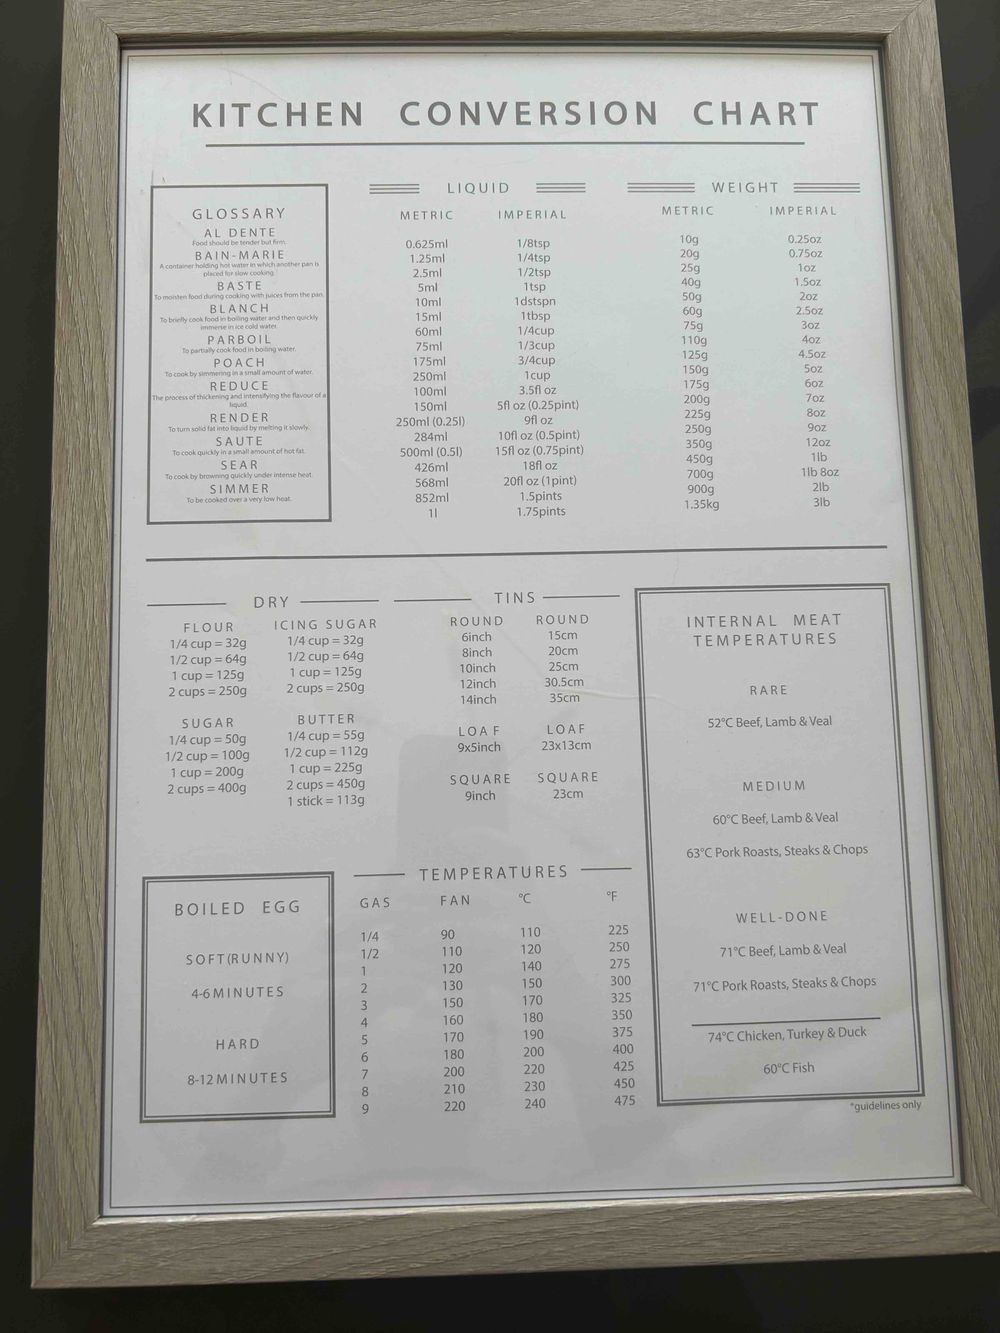 KITCHEN CONVERSION CHART
GLOSSARY
AL DENTE
Food should be tender but firm.
BAIN-MARIE
A container holding hot water in which another pan is
placed for slow cooking.
BASTE
To moisten food during cooking with juices from the pan.
BLANCH
To briefly cook food in boiling water and then quickly
immerse in ice cold water.
PARBOIL
To partially cook food in boiling water.
POACH
To cook by simmering in a small amount of water.
REDUCE
The process of thickening and intensifying the flavour of a
liquid.
RENDER
To turn solid fat into liquid by melting it slowly.
SAUTE
To cook quickly in a small amount of hot fat.
SEAR
To cook by browning quickly under intense heat.
SIMMER
To be cooked over a very low heat.
LIQUID
METRIC IMPERIAL
0.625ml 1/8tsp
1.25ml 1/4tsp
2.5ml 1/2tsp
5ml 1tsp
10ml 1dstspn
15ml 1tbsp
60ml 1/4cup
75ml 1/3cup
175ml 3/4cup
250ml 1cup
100ml 3.5fl oz
150ml 5fl oz (0.25pint)
250ml (0.25l) 9fl oz
284ml 10fl oz (0.5pint)
500ml (0.5l) 15fl oz (0.75pint)
426ml 18fl oz
568ml 20fl oz (1pint)
852ml 1.5pints
1l 1.75pints
WEIGHT
METRIC IMPERIAL
10g 0.25oz
20g 0.75oz
25g 1oz
40g 1.5oz
50g 2oz
60g 2.5oz
75g 3oz
110g 4oz
125g 4.5oz
150g 5oz
175g 6oz
200g 7oz
225g 8oz
250g 9oz
350g 12oz
450g 1lb
700g 1lb 8oz
900g 2lb
1.35kg 3lb
DRY
FLOUR
1/4 cup = 32g
1/2 cup = 64g
1 cup = 125g
2 cups = 250g
ICING SUGAR
1/4 cup = 32g
1/2 cup = 64g
1 cup = 125g
2 cups = 250g
SUGAR
1/4 cup = 50g
1/2 cup = 100g
1 cup = 200g
2 cups = 400g
BUTTER
1/4 cup = 55g
1/2 cup = 112g
1 cup = 225g
2 cups = 450g
1 stick = 113g
TINS
ROUND ROUND
6inch 15cm
8inch 20cm
10inch 25cm
12inch 30.5cm
14inch 35cm
LOAF LOAF
9x5inch 23x13cm
SQUARE SQUARE
9inch 23cm
INTERNAL MEAT
TEMPERATURES
RARE
52°C Beef, Lamb & Veal
MEDIUM
60°C Beef, Lamb & Veal
63°C Pork Roasts, Steaks & Chops
WELL-DONE
71°C Beef, Lamb & Veal
71°C Pork Roasts, Steaks & Chops
74°C Chicken, Turkey & Duck
60°C Fish
*guidelines only
BOILED EGG
SOFT(RUNNY)
4-6 MINUTES
HARD
8-12 MINUTES
TEMPERATURES
GAS FAN °C °F
1/4 90 110 225
1/2 110 120 250
1 120 140 275
2 130 150 300
3 150 170 325
4 160 180 350
5 170 190 375
6 180 200 400
7 200 220 425
8 210 230 450
9 220 240 475